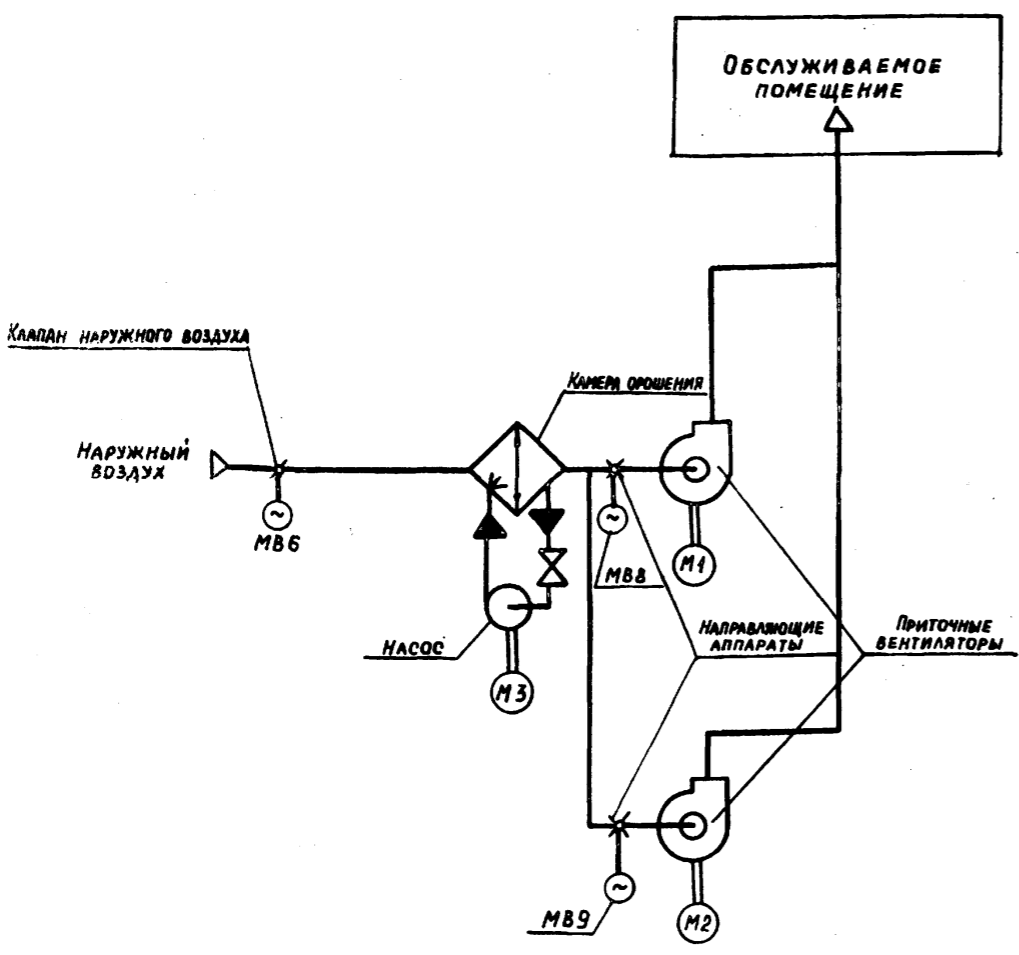 Обслуживаемое
помещение
Клапан наружного воздуха
Камера орошения
Наружный
воздух
~
МВ6
~
МВ8
М1
Насос
М3
Направляющие
аппараты
Приточные
вентиляторы
~
МВ9
М2